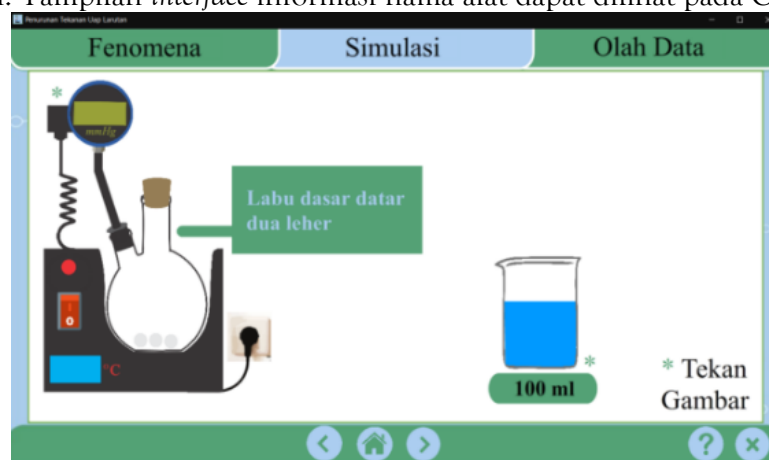 Penurunan Tekanan Uap Larutan
Fenomena
Simulasi
Olah Data
mmHg
Labu dasar datar
dua leher
°C
100 ml
* Tekan
Gambar